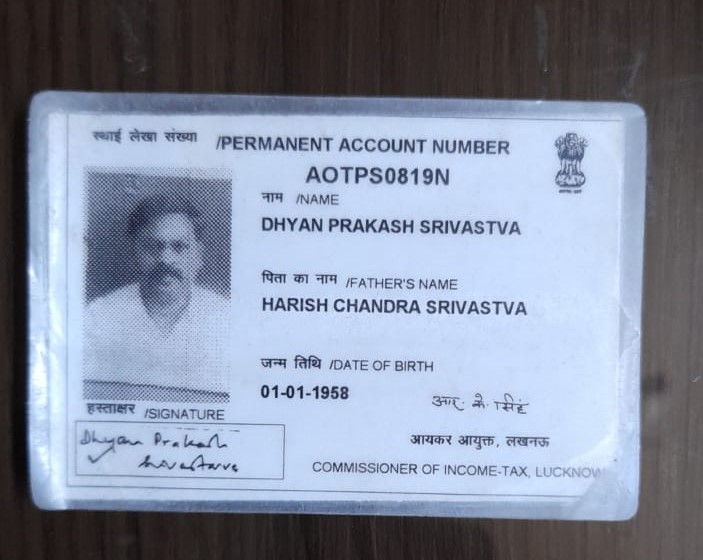 स्थाई लेखा संख्या /PERMANENT ACCOUNT NUMBER
AOTPS0819N
नाम /NAME
DHYAN PRAKASH SRIVASTVA
पिता का नाम /FATHER'S NAME
HARISH CHANDRA SRIVASTVA
जन्म तिथि /DATE OF BIRTH
01-01-1958
आर. के. सिंह
हस्ताक्षर /SIGNATURE
Dhyan Prakash
Srivastava
आयकर आयुक्त, लखनऊ
COMMISSIONER OF INCOME-TAX, LUCKNOW